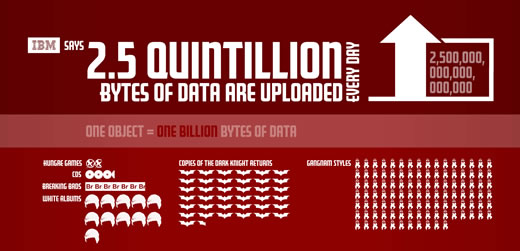 IBM SAYS
2.5 QUINTILLION
BYTES OF DATA ARE UPLOADED
EVERY DAY
2,500,000,
000,000,
000,000
ONE OBJECT = ONE BILLION BYTES OF DATA
HUNGRE GAMES
CDS
BREAKING BADS
Br Br Br Br Br Br Br
WHITE ALBUMS
COPIES OF THE DARK KNIGHT RETURNS
GANGNAM STYLES